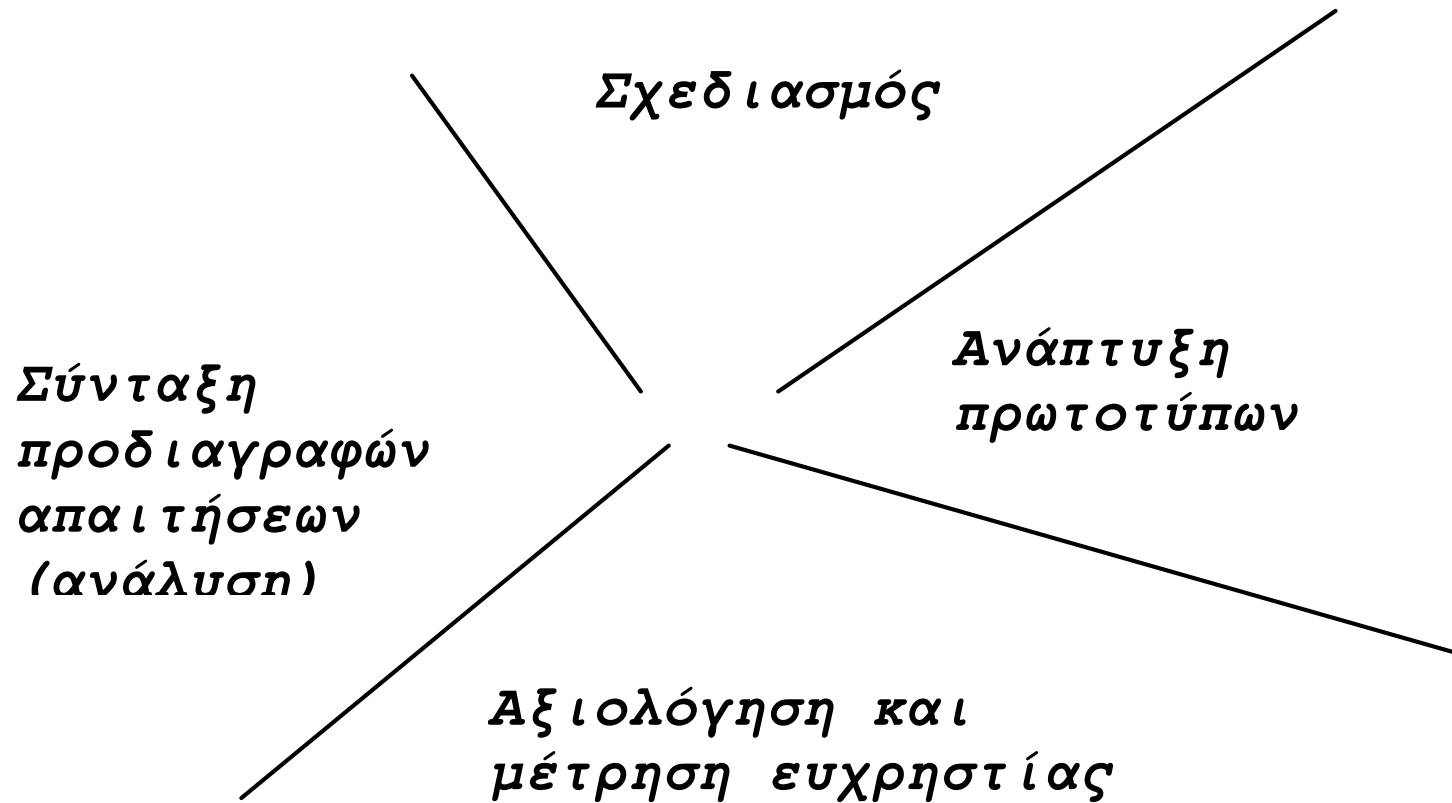 Σχεδιασμός
Ανάπτυξη
πρωτοτύπων
Σύνταξη
προδιαγραφών
απαιτήσεων
(ανάλυση)
Αξιολόγηση και
μέτρηση ευχρηστίας